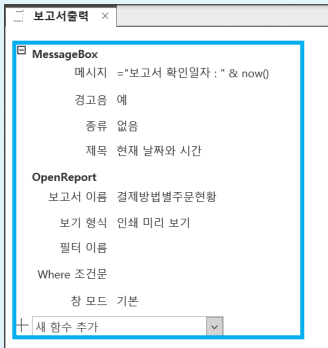 보고서출력 ×
MessageBox
메시지 ="보고서 확인일자 : " & now()
경고음 예
종류 없음
제목 현재 날짜와 시간
OpenReport
보고서 이름 결제방법별주문현황
보기 형식 인쇄 미리 보기
필터 이름
Where 조건문
창 모드 기본
새 함수 추가